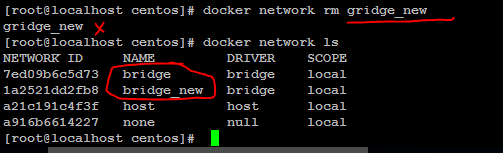 [root@localhost centos]# docker network rm gridge_new
gridge_new
[root@localhost centos]# docker network ls
NETWORK ID NAME DRIVER SCOPE
7ed09b6c5d73 bridge bridge local
1a2521dd2fb8 bridge_new bridge local
a21c191c4f3f host host local
a916b6614227 none null local
[root@localhost centos]#